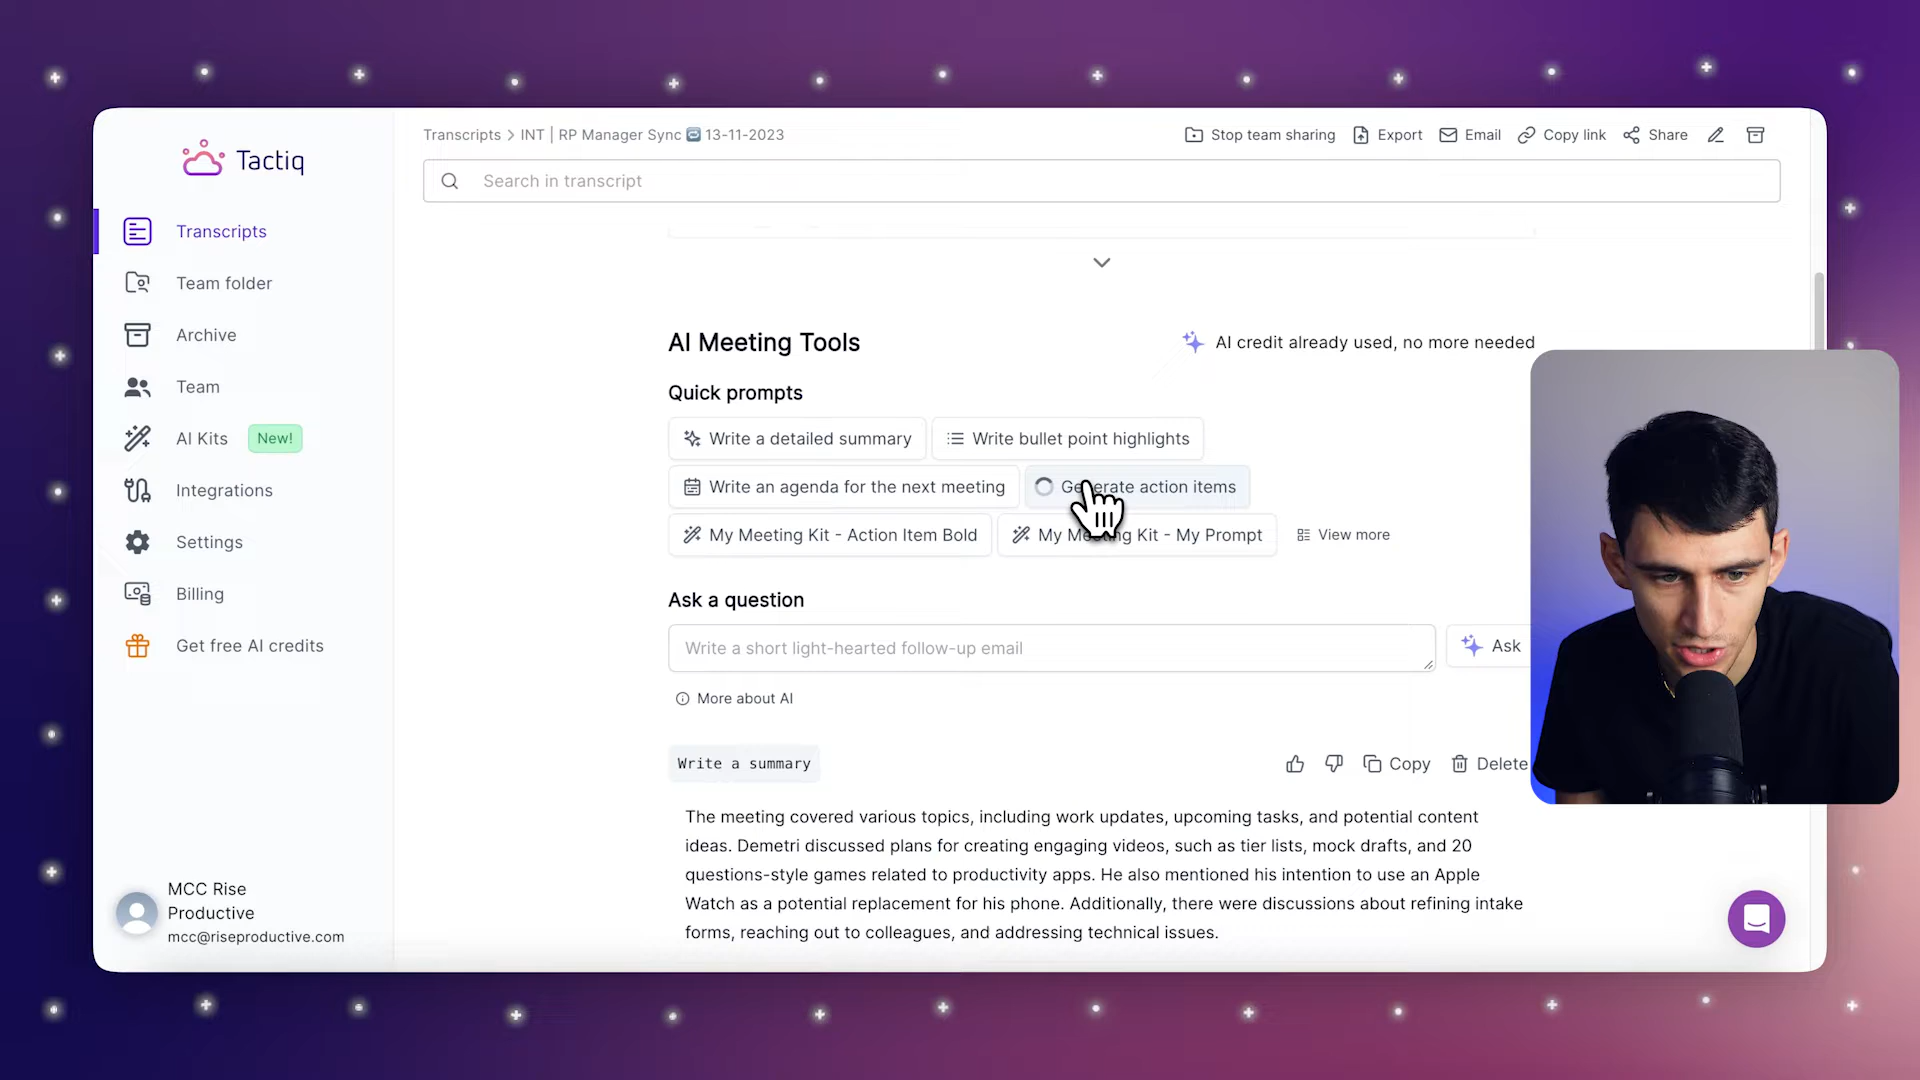 Tactiq
Transcripts
Team folder
Archive
Team
AI Kits New!
Integrations
Settings
Billing
Get free AI credits
MCC Rise
Productive
mcc@riseproductive.com
Transcripts > INT | RP Manager Sync 🔁 13-11-2023
Stop team sharing Export Email Copy link Share
Search in transcript
AI Meeting Tools
AI credit already used, no more needed
Quick prompts
Write a detailed summary Write bullet point highlights
Write an agenda for the next meeting Generate action items
My Meeting Kit - Action Item Bold My Meeting Kit - My Prompt View more
Ask a question
Write a short light-hearted follow-up email
Ask
More about AI
Write a summary
Copy Delete
The meeting covered various topics, including work updates, upcoming tasks, and potential content
ideas. Demetri discussed plans for creating engaging videos, such as tier lists, mock drafts, and 20
questions-style games related to productivity apps. He also mentioned his intention to use an Apple
Watch as a potential replacement for his phone. Additionally, there were discussions about refining intake
forms, reaching out to colleagues, and addressing technical issues.